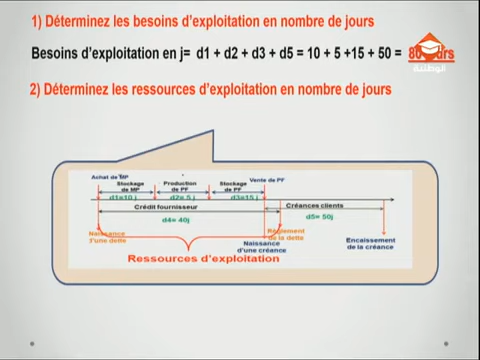 1) Déterminez les besoins d'exploitation en nombre de jours
Besoins d'exploitation en j= d1 + d2 + d3 + d5 = 10 + 5 +15 + 50 = 80 jours
الوطنية
2) Déterminez les ressources d'exploitation en nombre de jours
Achat de MP
Stockage de MP
Production de PF
Stockage de PF
Vente de PF
d1=10 j
d2= 5 j
d3=15 j
Créances clients
Crédit fournisseur
d4= 40j
d5= 50j
Naissance d'une dette
Règlement de la dette
Naissance d'une créance
Encaissement de la créance
Ressources d'exploitation